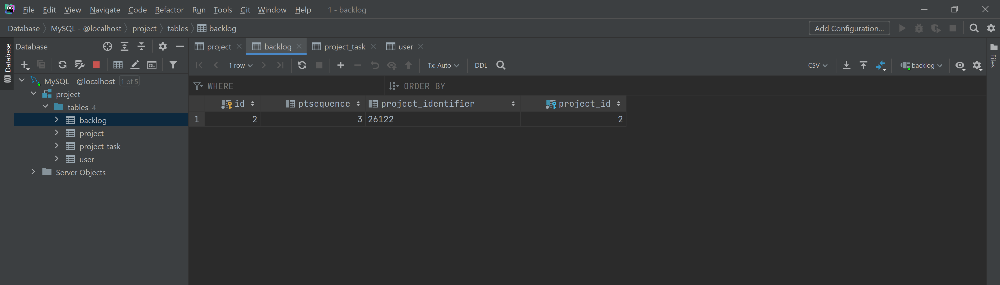 DG File Edit View Navigate Code Refactor Run Tools Git Window Help 1 - backlog
Database MySQL - @localhost project tables backlog Add Configuration...
Database
Database
project backlog project_task user
Files
QL
1 row Tx: Auto DDL CSV backlog
MySQL - @localhost 1 of 5
project
tables 4
backlog
project
project_task
user
Server Objects
WHERE ORDER BY
id ptsequence project_identifier project_id
1 2 3 26122 2